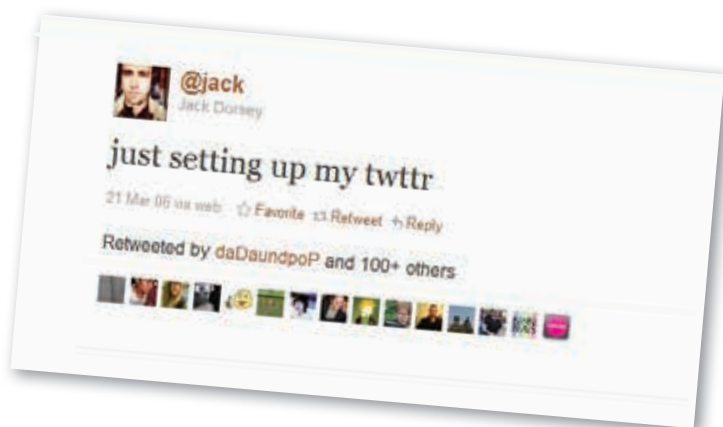 @jack
Jack Dorsey
just setting up my twttr
21 Mar 06 via web Favorite Retweet Reply
Retweeted by daDaundpoP and 100+ others